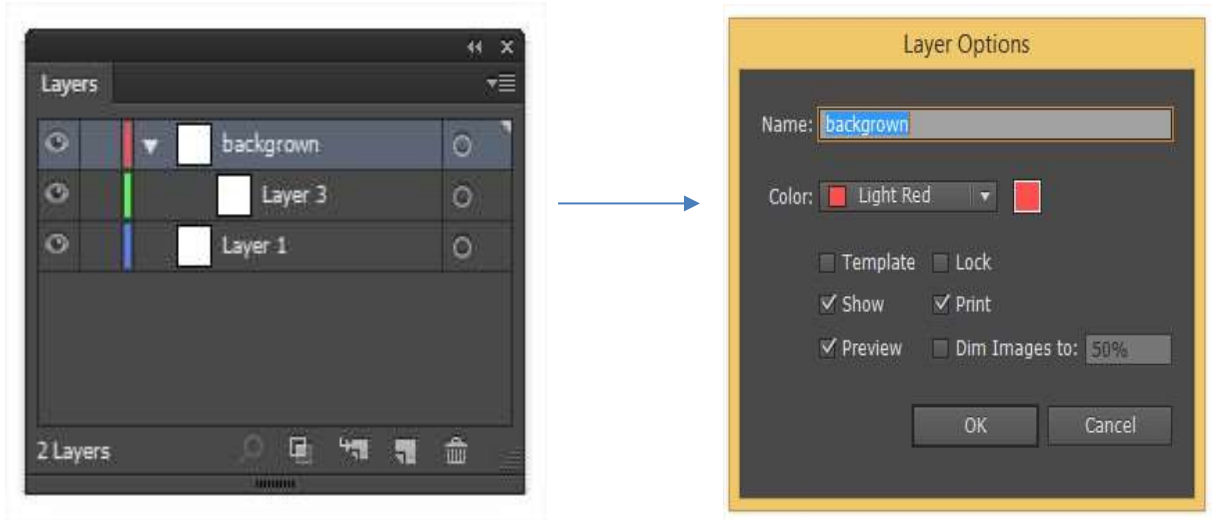 Layers
backgrown
Layer 3
Layer 1
2 Layers
Layer Options
Name: backgrown
Color: Light Red
Template Lock
Show Print
Preview Dim Images to: 50%
OK Cancel